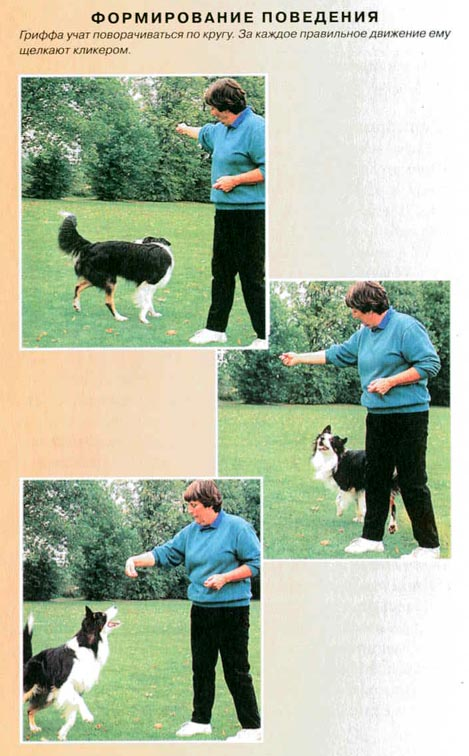 ФОРМИРОВАНИЕ ПОВЕДЕНИЯ
Гриффа учат поворачиваться по кругу. За каждое правильное движение ему
щелкают кликером.